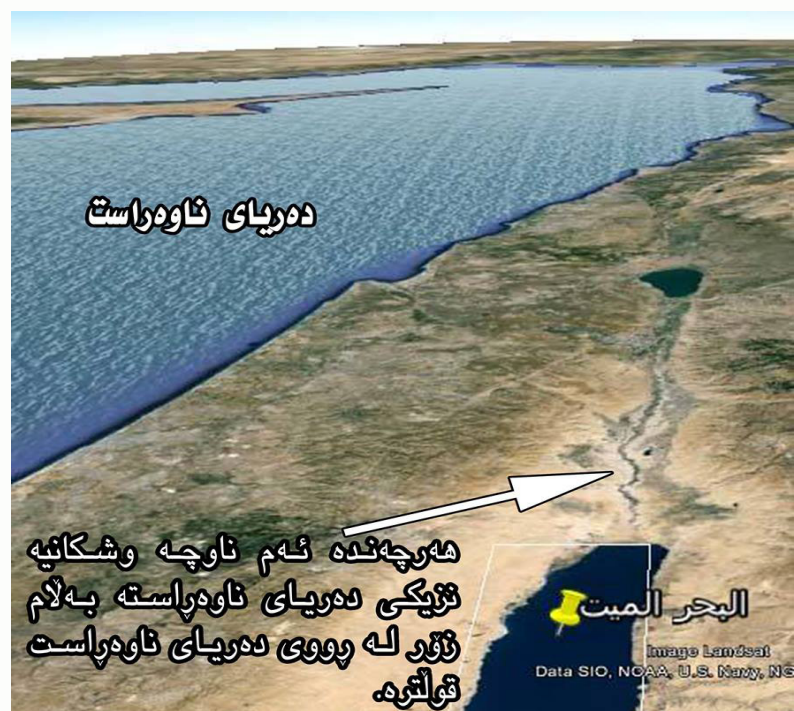 دەریای ناوەراست
هەرچەندە ئەم ناوچە وشکانیە
نزیکی دەریای ناوەڕاستە بەڵام
زۆر لە ڕووی دەریای ناوەڕاست
قوڵترە.
البحر الميت
Image Landsat
Data SIO, NOAA, U.S. Navy, NG